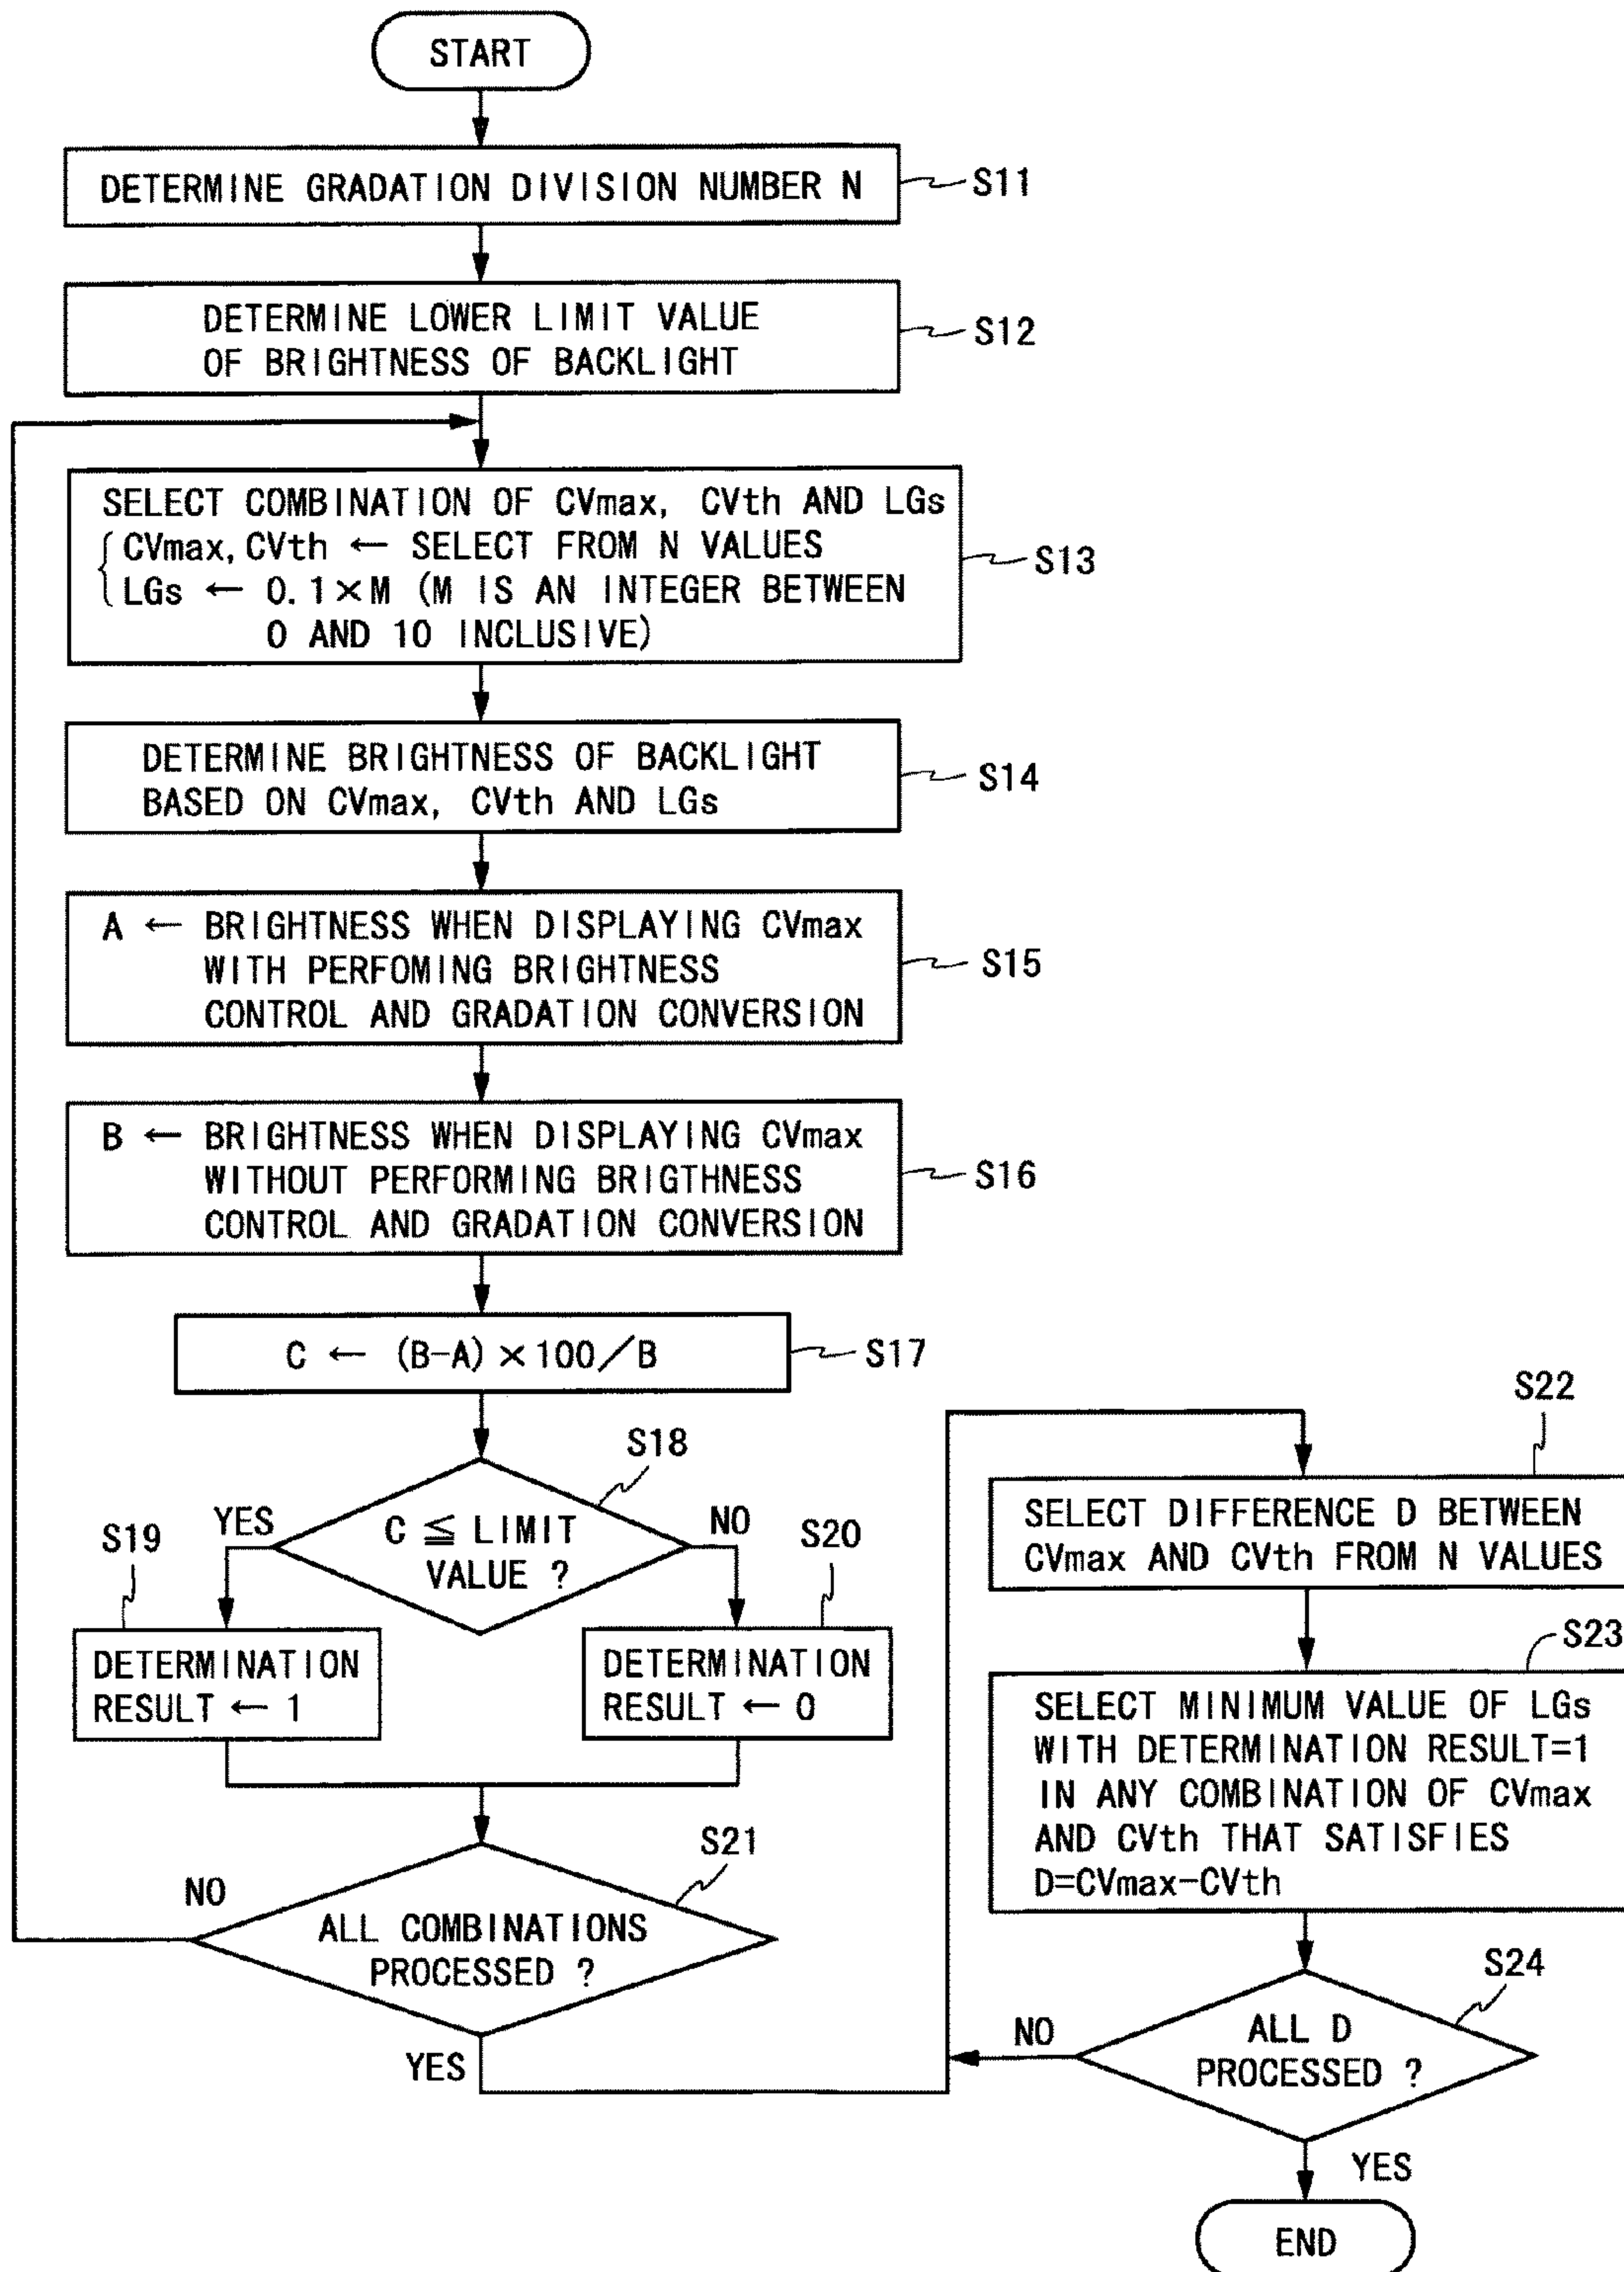 START
DETERMINE GRADATION DIVISION NUMBER N
S11
DETERMINE LOWER LIMIT VALUE
OF BRIGHTNESS OF BACKLIGHT
S12
SELECT COMBINATION OF CVmax, CVth AND LGs
CVmax, CVth ← SELECT FROM N VALUES
LGs ← 0.1×M (M IS AN INTEGER BETWEEN
0 AND 10 INCLUSIVE)
S13
DETERMINE BRIGHTNESS OF BACKLIGHT
BASED ON CVmax, CVth AND LGs
S14
A ← BRIGHTNESS WHEN DISPLAYING CVmax
WITH PERFOMING BRIGHTNESS
CONTROL AND GRADATION CONVERSION
S15
B ← BRIGHTNESS WHEN DISPLAYING CVmax
WITHOUT PERFORMING BRIGTHNESS
CONTROL AND GRADATION CONVERSION
S16
C ← (B-A)×100/B
S17
S18
C ≦ LIMIT
VALUE ?
YES
NO
S19
DETERMINATION
RESULT ← 1
S20
DETERMINATION
RESULT ← 0
S21
ALL COMBINATIONS
PROCESSED ?
NO
YES
S22
SELECT DIFFERENCE D BETWEEN
CVmax AND CVth FROM N VALUES
S23
SELECT MINIMUM VALUE OF LGs
WITH DETERMINATION RESULT=1
IN ANY COMBINATION OF CVmax
AND CVth THAT SATISFIES
D=CVmax-CVth
S24
ALL D
PROCESSED ?
NO
YES
END